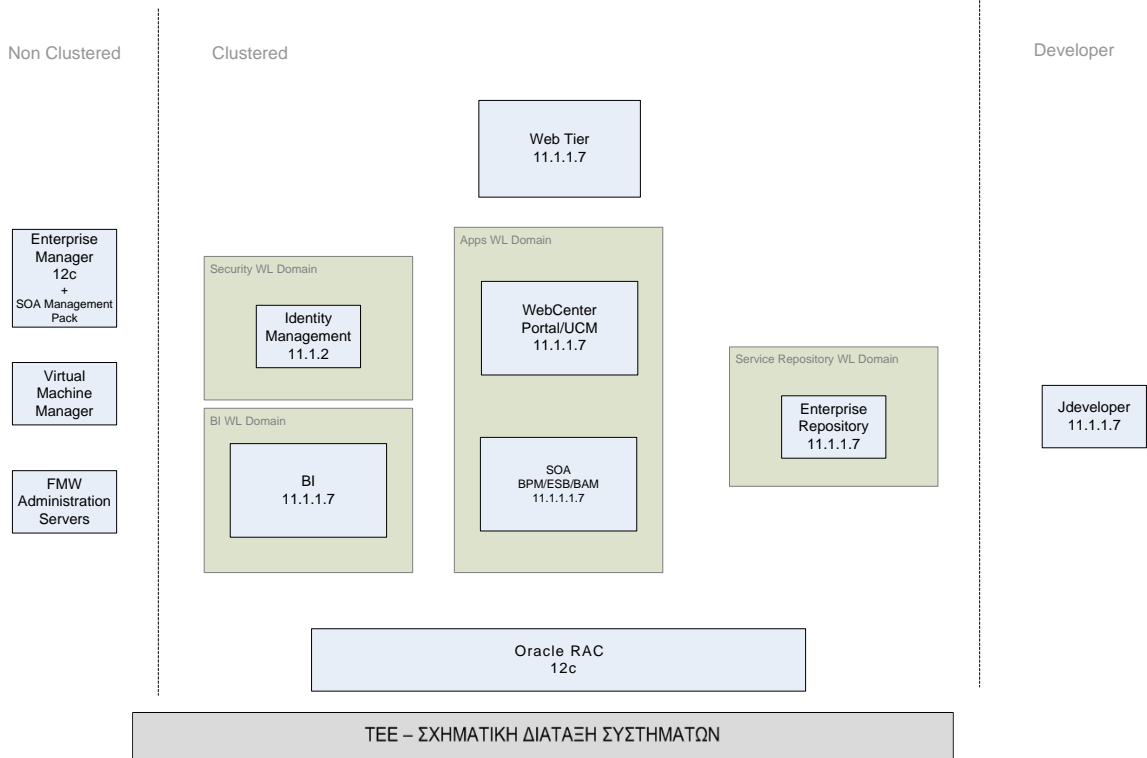 Non Clustered
Clustered
Developer
Web Tier
11.1.1.7
Enterprise
Manager
12c
+
SOA Management
Pack
Virtual
Machine
Manager
FMW
Administration
Servers
Security WL Domain
Identity
Management
11.1.2
BI WL Domain
BI
11.1.1.7
Apps WL Domain
WebCenter
Portal/UCM
11.1.1.7
SOA
BPM/ESB/BAM
11.1.1.1.7
Service Repository WL Domain
Enterprise
Repository
11.1.1.7
Jdeveloper
11.1.1.7
Oracle RAC
12c
ΤΕΕ – ΣΧΗΜΑΤΙΚΗ ΔΙΑΤΑΞΗ ΣΥΣΤΗΜΑΤΩΝ